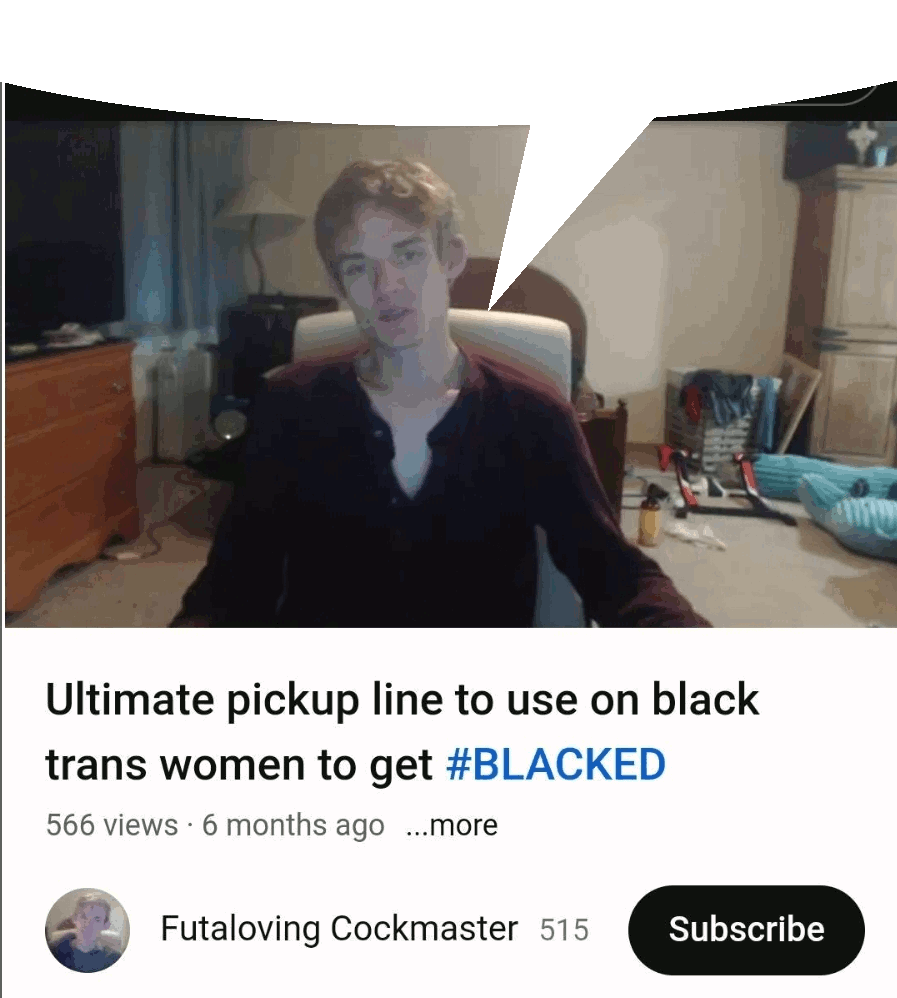 Ultimate pickup line to use on black
trans women to get #BLACKED
566 views · 6 months ago ...more
Futaloving Cockmaster 515 Subscribe